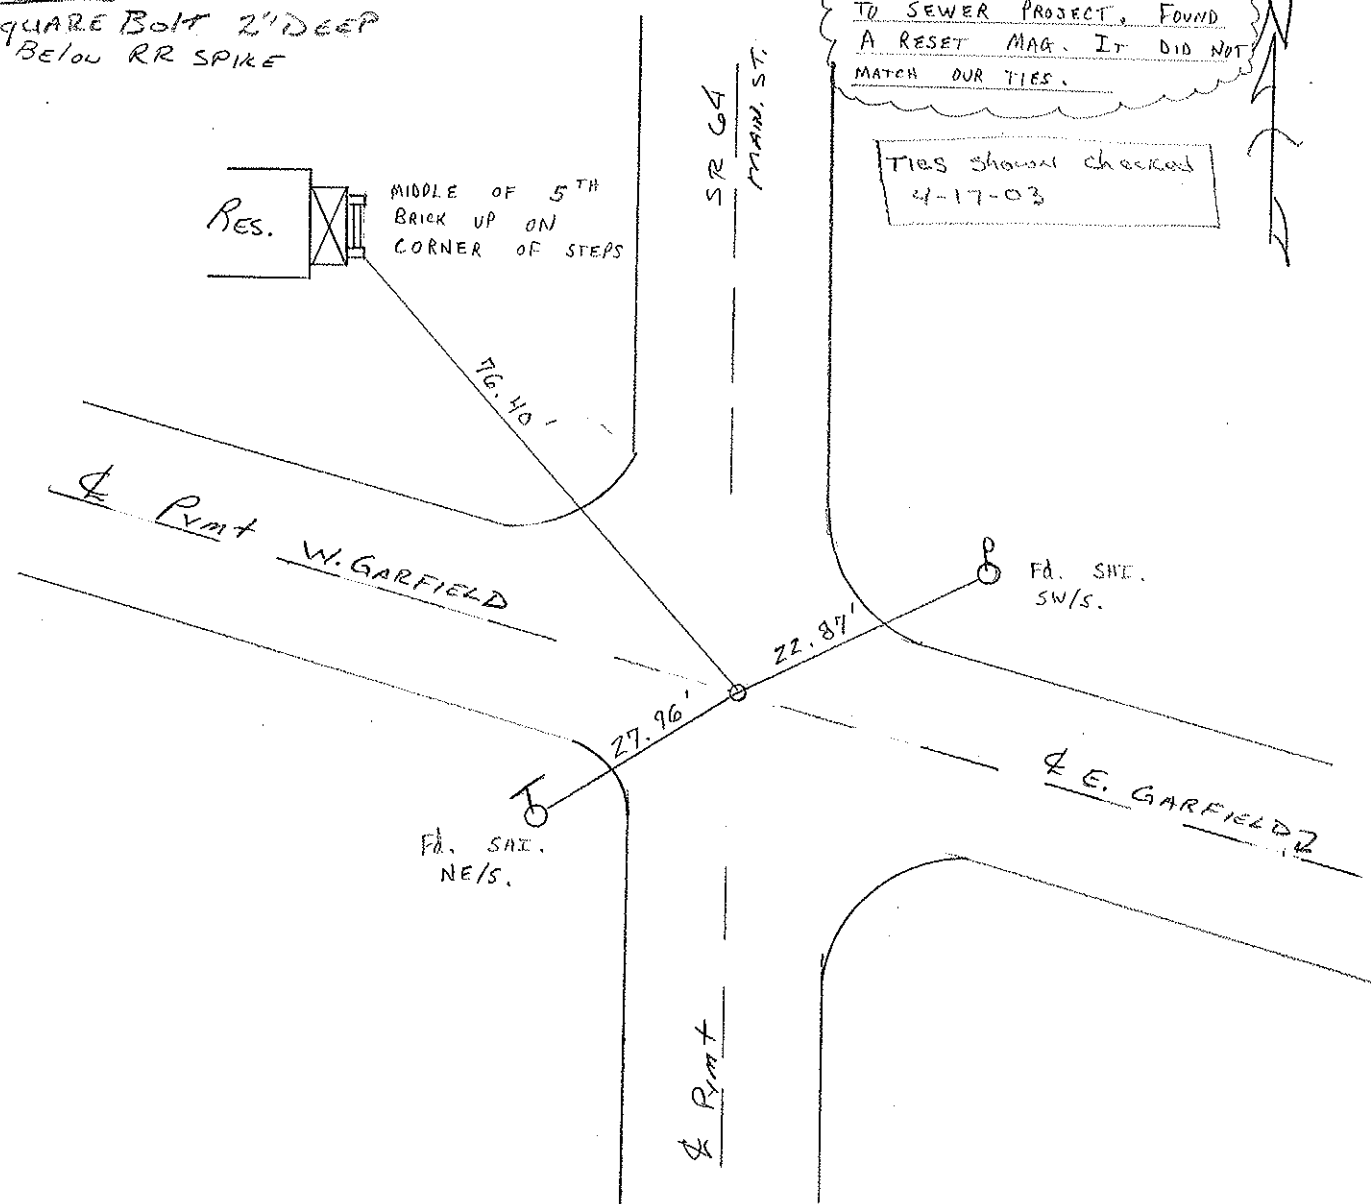 QUARE BOLT 2" DEEP
BELOW RR SPIKE
TO SEWER PROJECT. FOUND
A RESET MAG. IT DID NOT
MATCH OUR TIES.
TIES SHOWN CHECKED
4-17-03
SR 64
MAIN. ST.
RES.
MIDDLE OF 5TH
BRICK UP ON
CORNER OF STEPS
76.40'
℄ Pvmt W. GARFIELD
Fd. SAI.
SW/S.
22.87'
27.96'
℄ E. GARFIELD
Fd. SAI.
NE/S.
℄ Pvmt